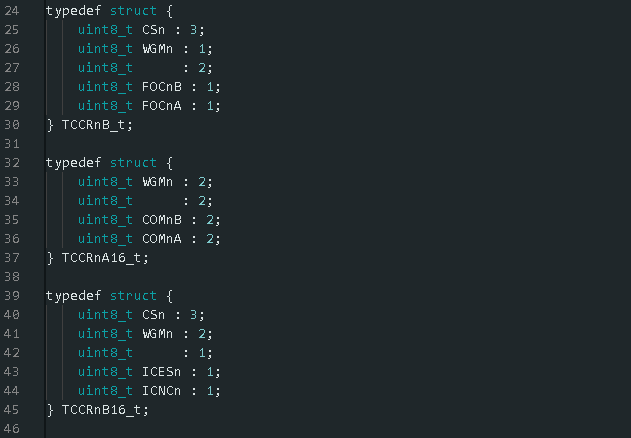 24 typedef struct {
25     uint8_t CSn : 3;
26     uint8_t WGMn : 1;
27     uint8_t      : 2;
28     uint8_t FOCnB : 1;
29     uint8_t FOCnA : 1;
30 } TCCRnB_t;
31
32 typedef struct {
33     uint8_t WGMn : 2;
34     uint8_t      : 2;
35     uint8_t COMnB : 2;
36     uint8_t COMnA : 2;
37 } TCCRnA16_t;
38
39 typedef struct {
40     uint8_t CSn : 3;
41     uint8_t WGMn : 2;
42     uint8_t      : 1;
43     uint8_t ICESn : 1;
44     uint8_t ICNCn : 1;
45 } TCCRnB16_t;
46